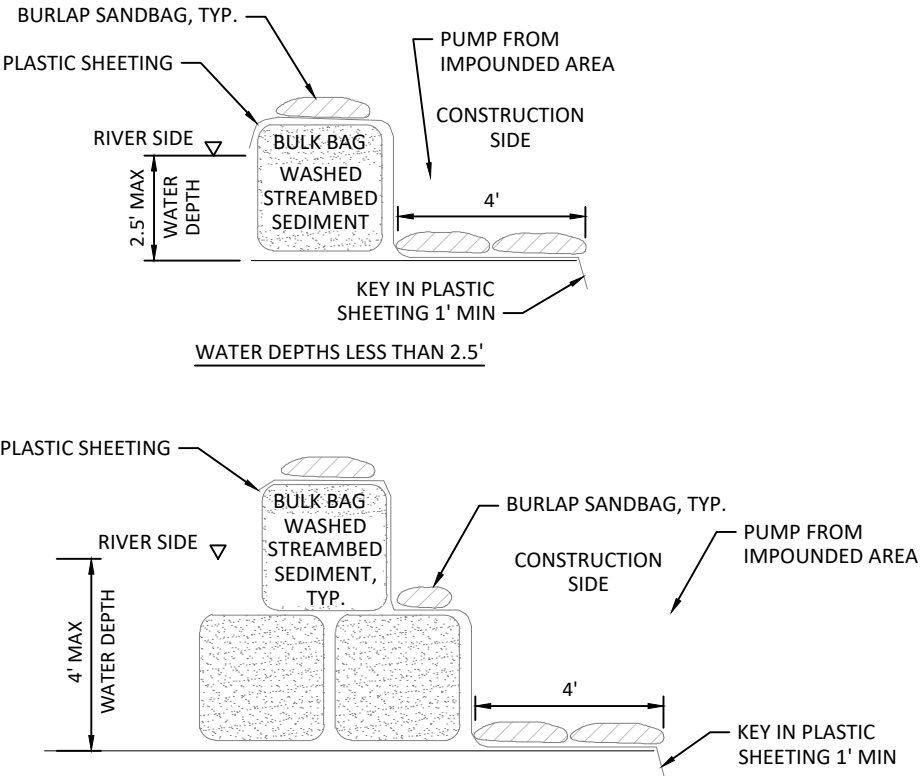 BURLAP SANDBAG, TYP.
PLASTIC SHEETING
PUMP FROM
IMPOUNDED AREA
CONSTRUCTION
SIDE
RIVER SIDE
BULK BAG
WASHED
STREAMBED
SEDIMENT
2.5' MAX
WATER
DEPTH
4'
KEY IN PLASTIC
SHEETING 1' MIN
WATER DEPTHS LESS THAN 2.5'
PLASTIC SHEETING
BULK BAG
WASHED
STREAMBED
SEDIMENT,
TYP.
BURLAP SANDBAG, TYP.
PUMP FROM
IMPOUNDED AREA
RIVER SIDE
CONSTRUCTION
SIDE
4' MAX
WATER DEPTH
4'
KEY IN PLASTIC
SHEETING 1' MIN